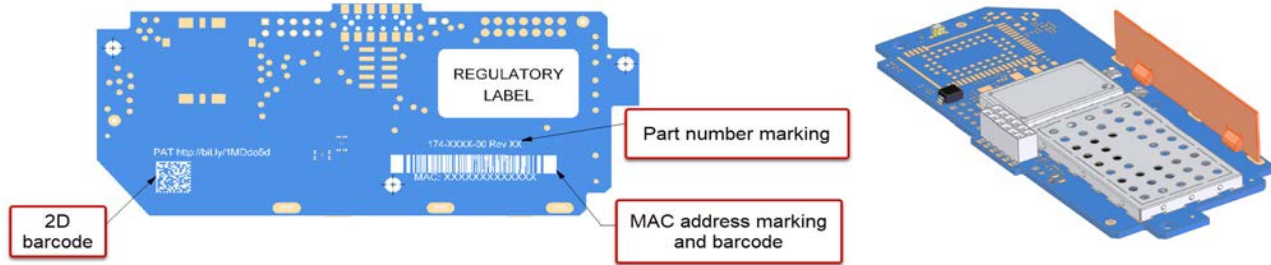 REGULATORY
LABEL
Part number marking
174-XXXX-00 Rev XX
PAT http://bit.ly/1MDdo5d
MAC: XXXXXXXXXXXXX
2D
barcode
MAC address marking
and barcode